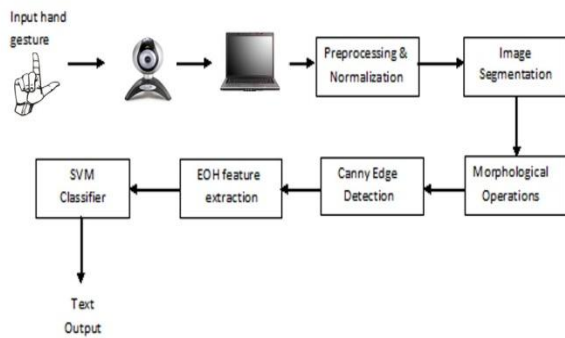 Input hand
gesture
Preprocessing &
Normalization
Image
Segmentation
SVM
Classifier
EOH feature
extraction
Canny Edge
Detection
Morphological
Operations
Text
Output